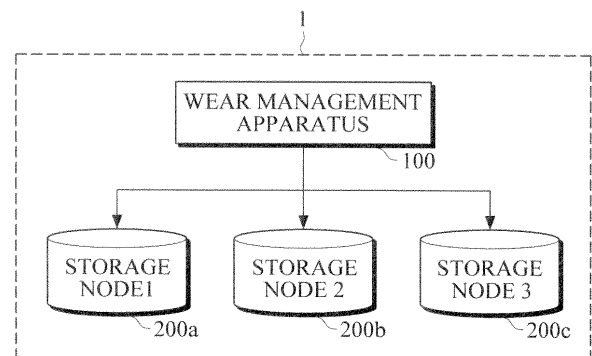 1
WEAR MANAGEMENT
APPARATUS
100
STORAGE
NODE1
200a
STORAGE
NODE 2
200b
STORAGE
NODE 3
200c